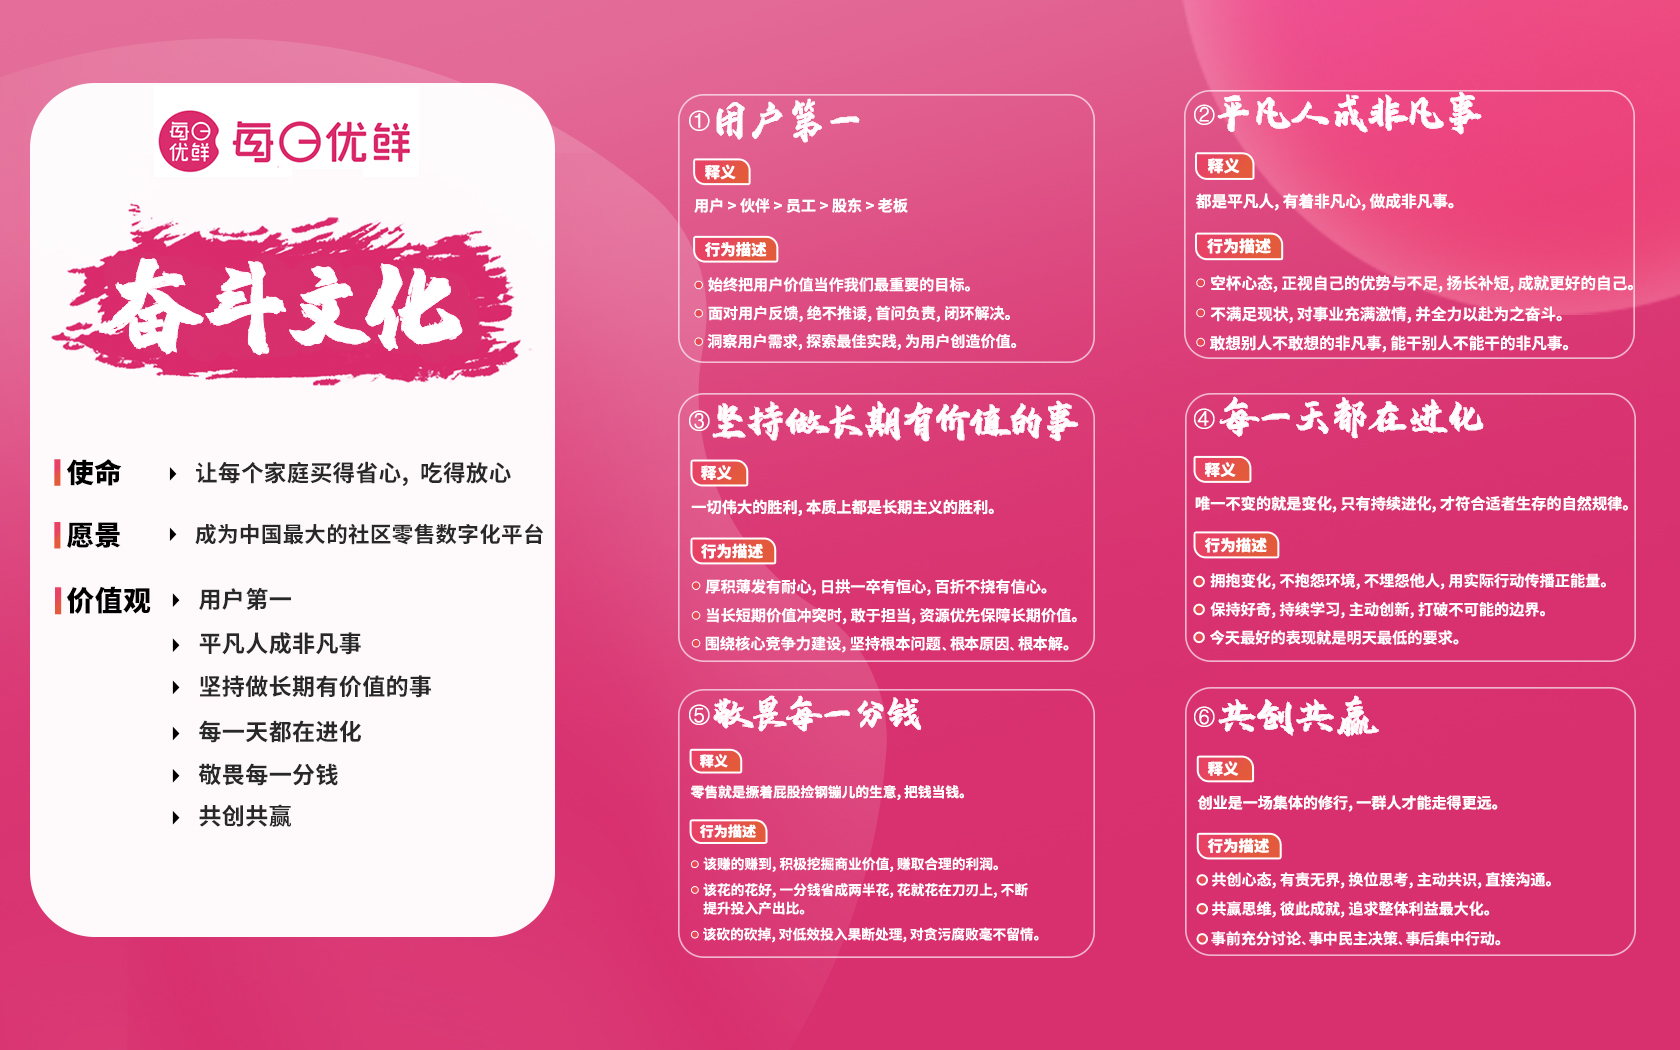 每日优鲜 每日优鲜
奋斗文化
使命 让每个家庭买得省心，吃得放心
愿景 成为中国最大的社区零售数字化平台
价值观 用户第一
平凡人成非凡事
坚持做长期有价值的事
每一天都在进化
敬畏每一分钱
共创共赢
①用户第一
释义
用户 > 伙伴 > 员工 > 股东 > 老板
行为描述
始终把用户价值当作我们最重要的目标。
面对用户反馈, 绝不推诿, 首问负责, 闭环解决。
洞察用户需求, 探索最佳实践, 为用户创造价值。
②平凡人成非凡事
释义
都是平凡人, 有着非凡心, 做成非凡事。
行为描述
空杯心态, 正视自己的优势与不足, 扬长补短, 成就更好的自己。
不满足现状, 对事业充满激情, 并全力以赴为之奋斗。
敢想别人不敢想的非凡事, 能干别人不能干的非凡事。
③坚持做长期有价值的事
释义
一切伟大的胜利, 本质上都是长期主义的胜利。
行为描述
厚积薄发有耐心, 日拱一卒有恒心, 百折不挠有信心。
当长短期价值冲突时, 敢于担当, 资源优先保障长期价值。
围绕核心竞争力建设, 坚持根本问题、根本原因、根本解。
④每一天都在进化
释义
唯一不变的就是变化, 只有持续进化, 才符合适者生存的自然规律。
行为描述
拥抱变化, 不抱怨环境, 不埋怨他人, 用实际行动传播正能量。
保持好奇, 持续学习, 主动创新, 打破不可能的边界。
今天最好的表现就是明天最低的要求。
⑤敬畏每一分钱
释义
零售就是撅着屁股捡钢镚儿的生意, 把钱当钱。
行为描述
该赚的赚到, 积极挖掘商业价值, 赚取合理的利润。
该花的花好, 一分钱省成两半花, 花就花在刀刃上, 不断
提升投入产出比。
该砍的砍掉, 对低效投入果断处理, 对贪污腐败毫不留情。
⑥共创共赢
释义
创业是一场集体的修行, 一群人才能走得更远。
行为描述
共创心态, 有责无界, 换位思考, 主动共识, 直接沟通。
共赢思维, 彼此成就, 追求整体利益最大化。
事前充分讨论、事中民主决策、事后集中行动。